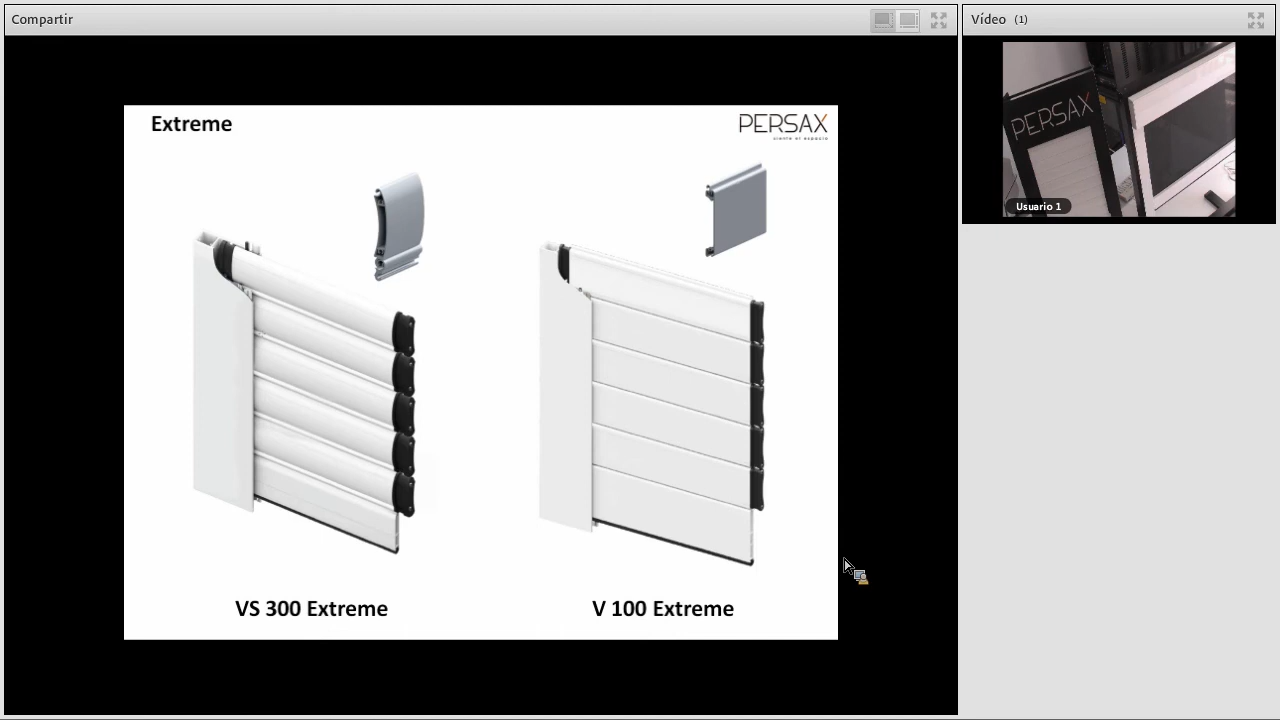 Compartir
Vídeo (1)
PERSAX
Usuario 1
Extreme
PERSAX
VS 300 Extreme
V 100 Extreme